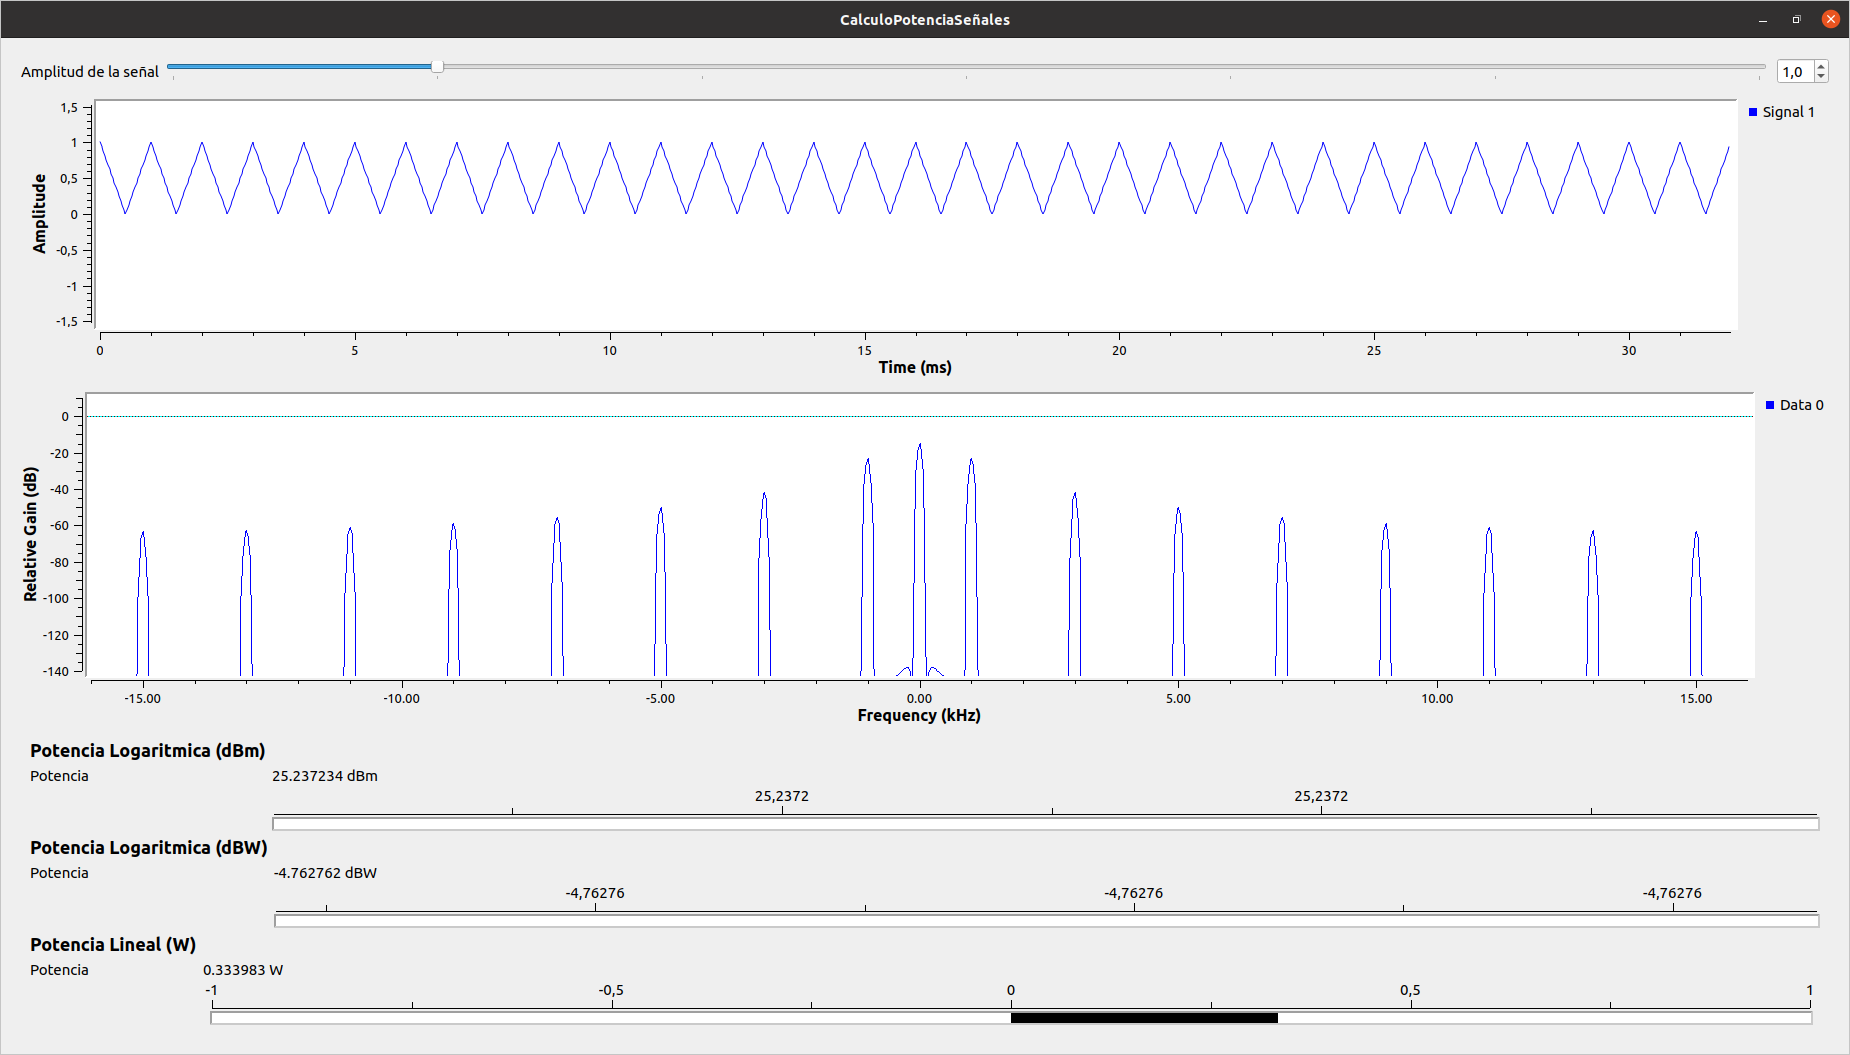 CalculoPotenciaSeñales
Amplitud de la señal
1,0
1,5
1
0,5
0
-0,5
-1
-1,5
Amplitude
Signal 1
0 5 10 15 20 25 30
Time (ms)
0
-20
-40
-60
-80
-100
-120
-140
Relative Gain (dB)
Data 0
-15.00 -10.00 -5.00 0.00 5.00 10.00 15.00
Frequency (kHz)
Potencia Logaritmica (dBm)
Potencia 25.237234 dBm
25,2372 25,2372
Potencia Logaritmica (dBW)
Potencia -4.762762 dBW
-4,76276 -4,76276 -4,76276
Potencia Lineal (W)
Potencia 0.333983 W
-1 -0,5 0 0,5 1